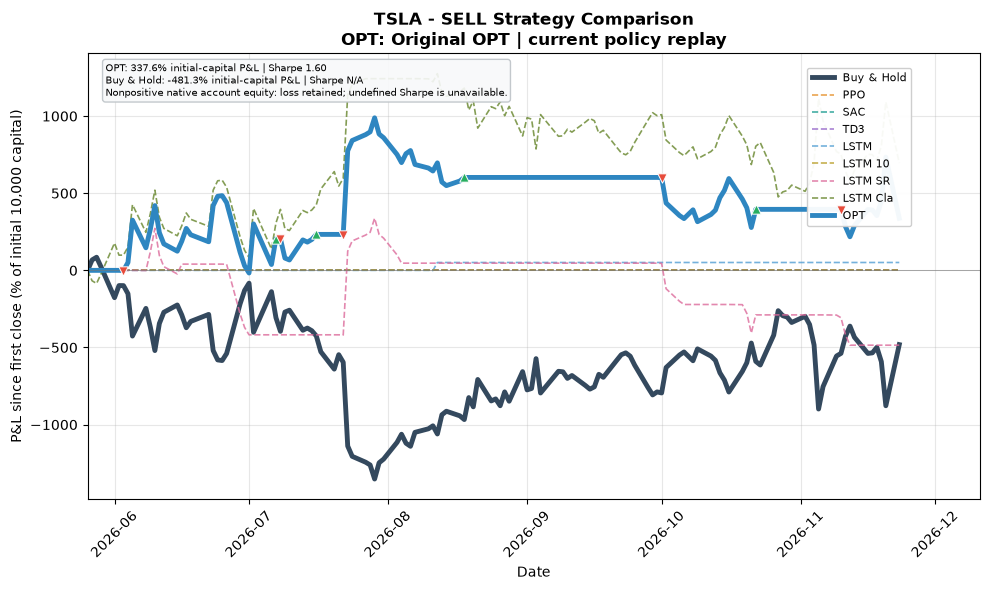 TSLA - SELL Strategy Comparison
OPT: Original OPT | current policy replay
OPT: 337.6% initial-capital P&L | Sharpe 1.60
Buy & Hold: -481.3% initial-capital P&L | Sharpe N/A
Nonpositive native account equity: loss retained; undefined Sharpe is unavailable.
Buy & Hold
PPO
SAC
TD3
LSTM
LSTM 10
LSTM SR
LSTM Cla
OPT
P&L since first close (% of initial 10,000 capital)
1000
500
0
−500
−1000
2026-06
2026-07
2026-08
2026-09
2026-10
2026-11
2026-12
Date